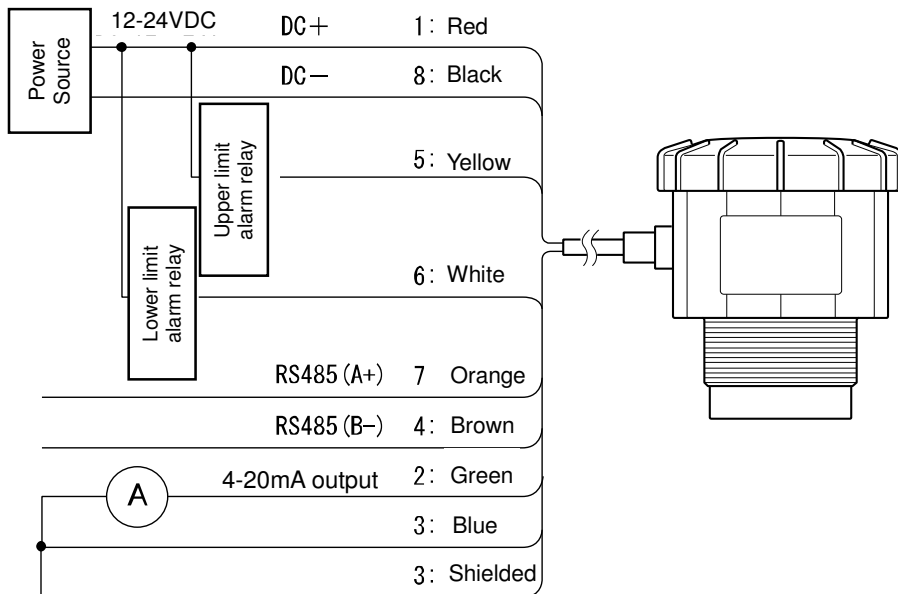 12-24VDC DC+ 1: Red
Power
Source
DC− 8: Black
5: Yellow
Upper limit
alarm relay
6: White
Lower limit
alarm relay
RS485(A+) 7 Orange
RS485(B−) 4: Brown
A 4-20mA output 2: Green
3: Blue
3: Shielded